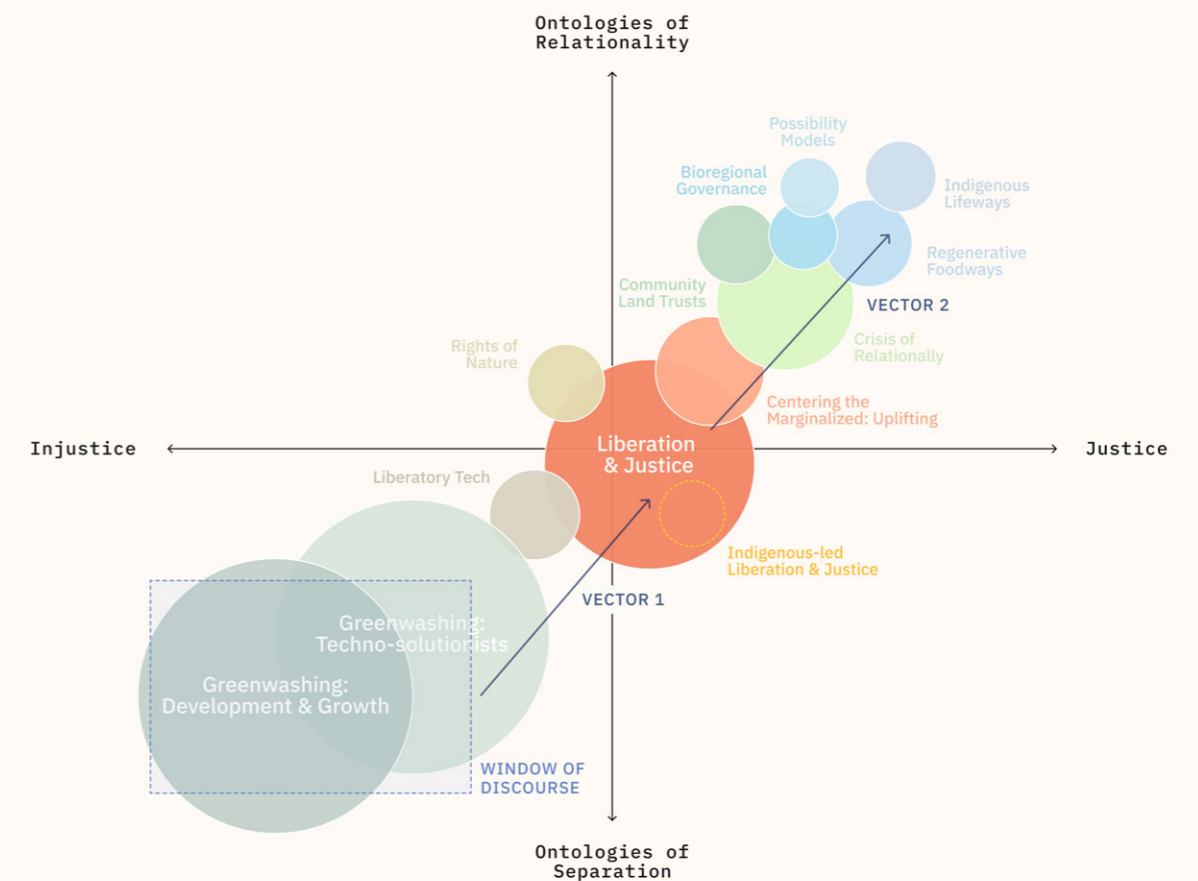 Ontologies of
Relationality
Possibility
Models
Bioregional
Governance
Indigenous
Lifeways
Regenerative
Foodways
Community
Land Trusts
VECTOR 2
Crisis of
Relationally
Rights of
Nature
Centering the
Marginalized: Uplifting
Injustice
Liberation
& Justice
Justice
Liberatory Tech
Indigenous-led
Liberation & Justice
VECTOR 1
Greenwashing:
Techno-solutionists
Greenwashing:
Development & Growth
WINDOW OF
DISCOURSE
Ontologies of
Separation